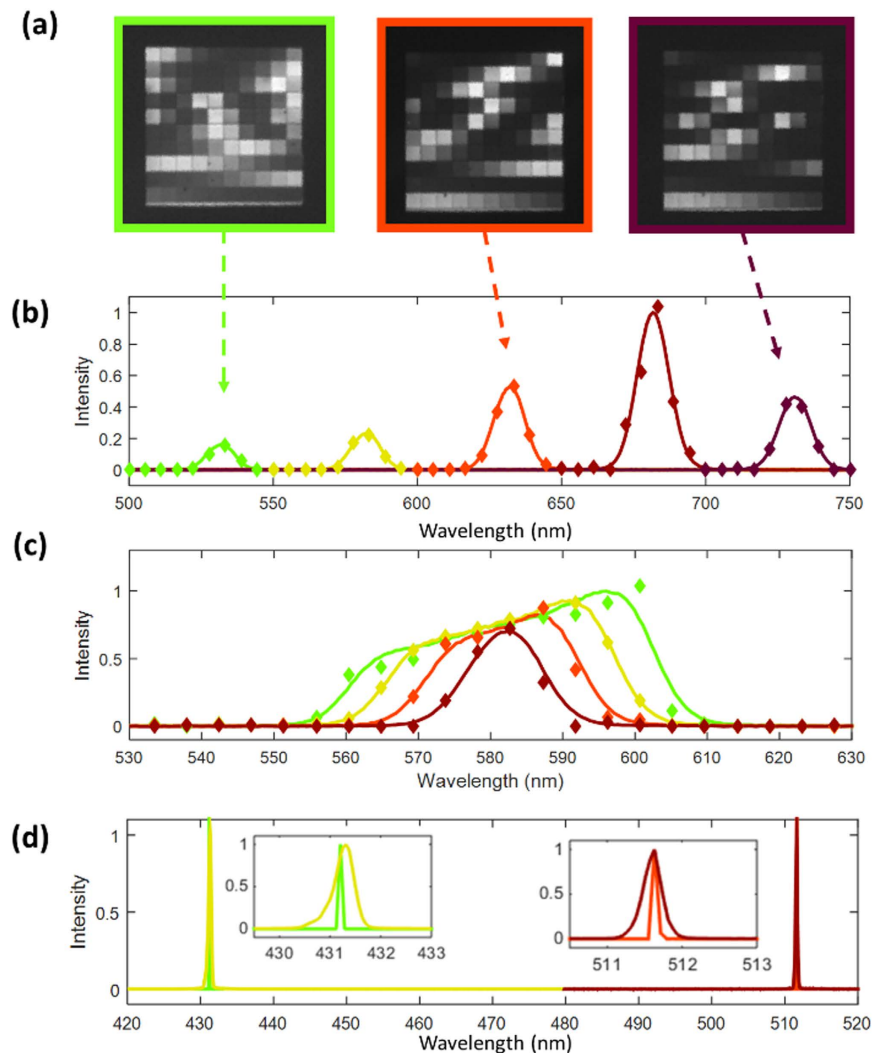 (a)
(b)
Intensity
1
0.8
0.6
0.4
0.2
0
500 550 600 650 700 750
Wavelength (nm)
(c)
Intensity
1
0.5
0
530 540 550 560 570 580 590 600 610 620 630
Wavelength (nm)
(d)
Intensity
1
0.5
0
1
0.5
0
430 431 432 433
1
0.5
0
511 512 513
420 430 440 450 460 470 480 490 500 510 520
Wavelength (nm)